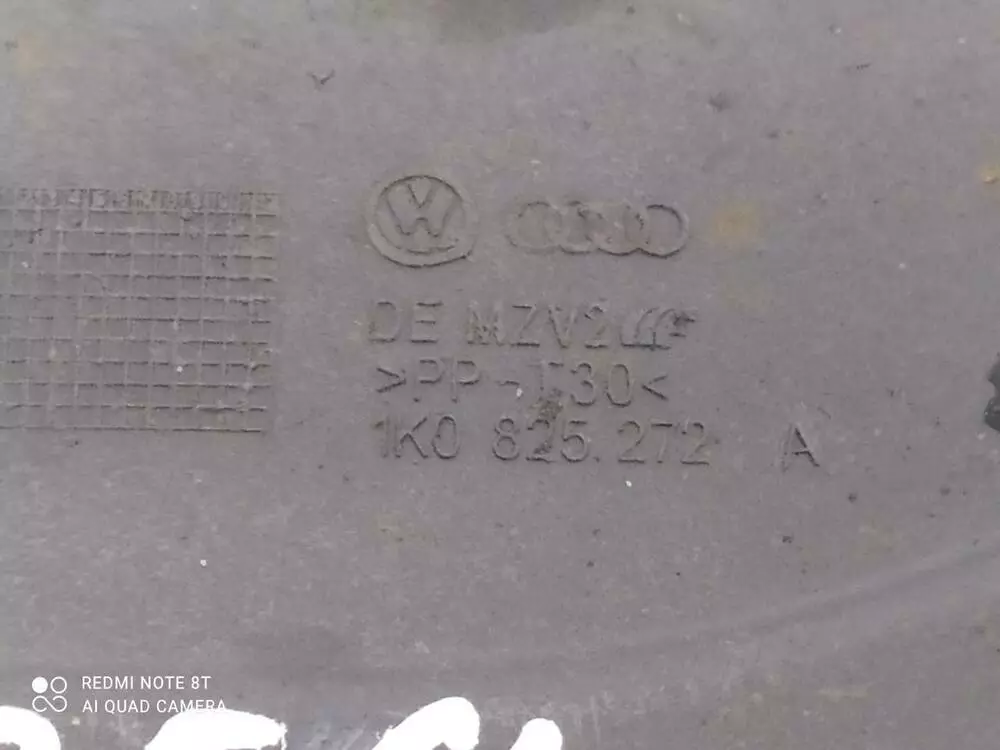 DE MZV2
>PP-T30<
1K0 825.272 A
REDMI NOTE 8T
AI QUAD CAMERA